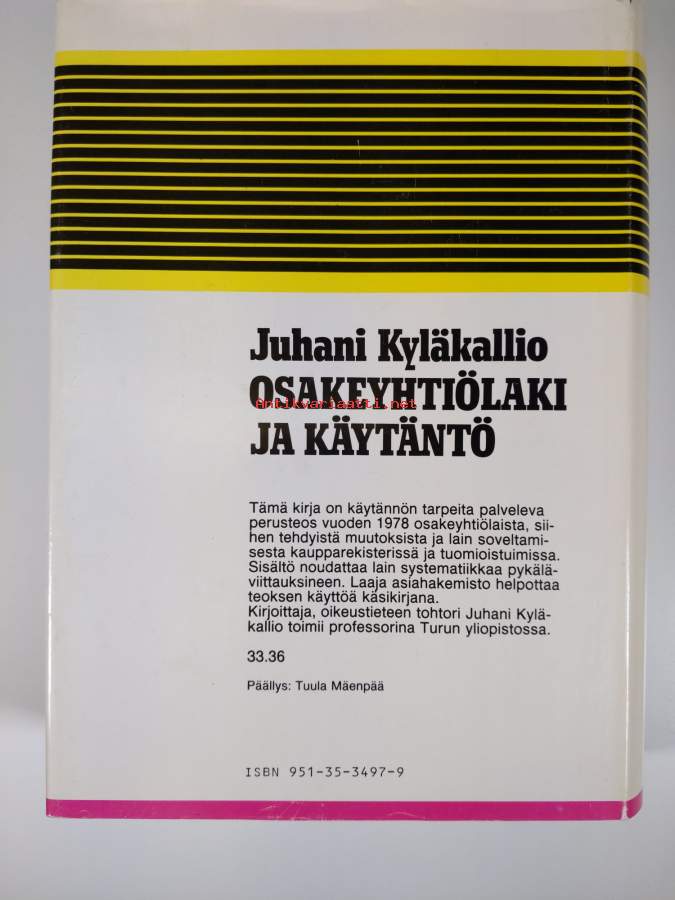 Juhani Kyläkallio
OSAKEYHTIÖLAKI
Antikvariaatti.net
JA KÄYTÄNTÖ
Tämä kirja on käytännön tarpeita palveleva
perusteos vuoden 1978 osakeyhtiölaista, sii-
hen tehdyistä muutoksista ja lain soveltami-
sesta kaupparekisterissä ja tuomioistuimissa.
Sisältö noudattaa lain systematiikkaa pykälä-
viittauksineen. Laaja asiahakemisto helpottaa
teoksen käyttöä käsikirjana.
Kirjoittaja, oikeustieteen tohtori Juhani Kylä-
kallio toimii professorina Turun yliopistossa.
33.36
Päällys: Tuula Mäenpää
ISBN 951-35-3497-9